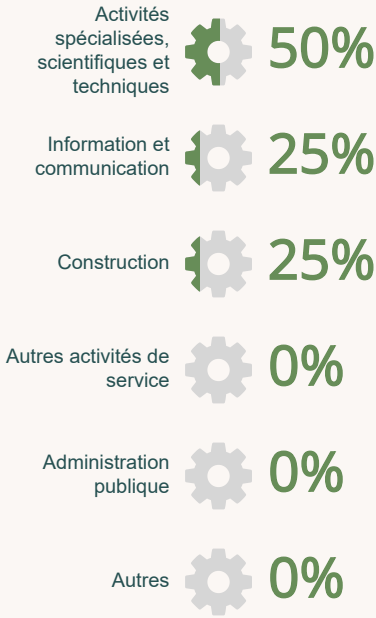 Activités
spécialisées,
scientifiques et
techniques
50%
Information et
communication
25%
Construction
25%
Autres activités de
service
0%
Administration
publique
0%
Autres
0%